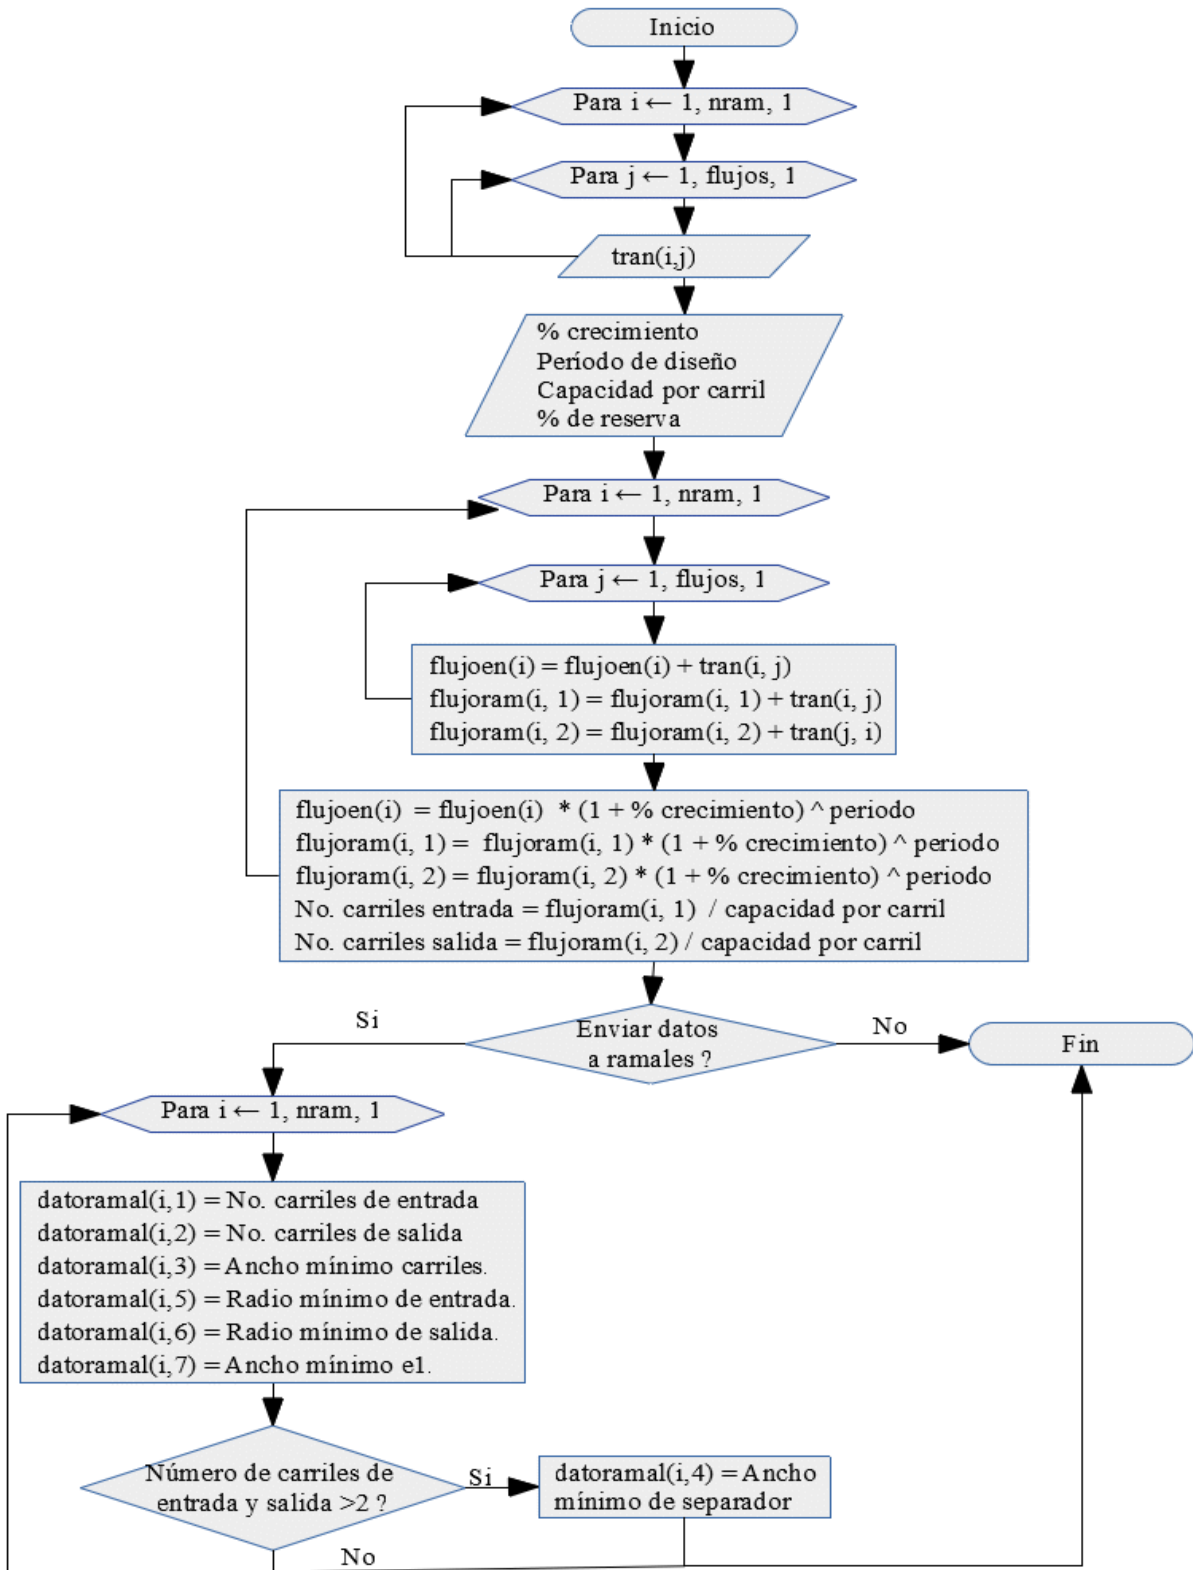 Inicio
Para i ← 1, nram, 1
Para j ← 1, flujos, 1
tran(i,j)
% crecimiento
Período de diseño
Capacidad por carril
% de reserva
Para i ← 1, nram, 1
Para j ← 1, flujos, 1
flujoen(i) = flujoen(i) + tran(i, j)
flujoram(i, 1) = flujoram(i, 1) + tran(i, j)
flujoram(i, 2) = flujoram(i, 2) + tran(j, i)
flujoen(i) = flujoen(i) * (1 + % crecimiento) ^ periodo
flujoram(i, 1) = flujoram(i, 1) * (1 + % crecimiento) ^ periodo
flujoram(i, 2) = flujoram(i, 2) * (1 + % crecimiento) ^ periodo
No. carriles entrada = flujoram(i, 1) / capacidad por carril
No. carriles salida = flujoram(i, 2) / capacidad por carril
Si
Enviar datos
a ramales ?
No
Fin
Para i ← 1, nram, 1
datoramal(i,1) = No. carriles de entrada
datoramal(i,2) = No. carriles de salida
datoramal(i,3) = Ancho mínimo carriles.
datoramal(i,5) = Radio mínimo de entrada.
datoramal(i,6) = Radio mínimo de salida.
datoramal(i,7) = Ancho mínimo e1.
Número de carriles de
entrada y salida >2 ?
Si
datoramal(i,4) = Ancho
mínimo de separador
No